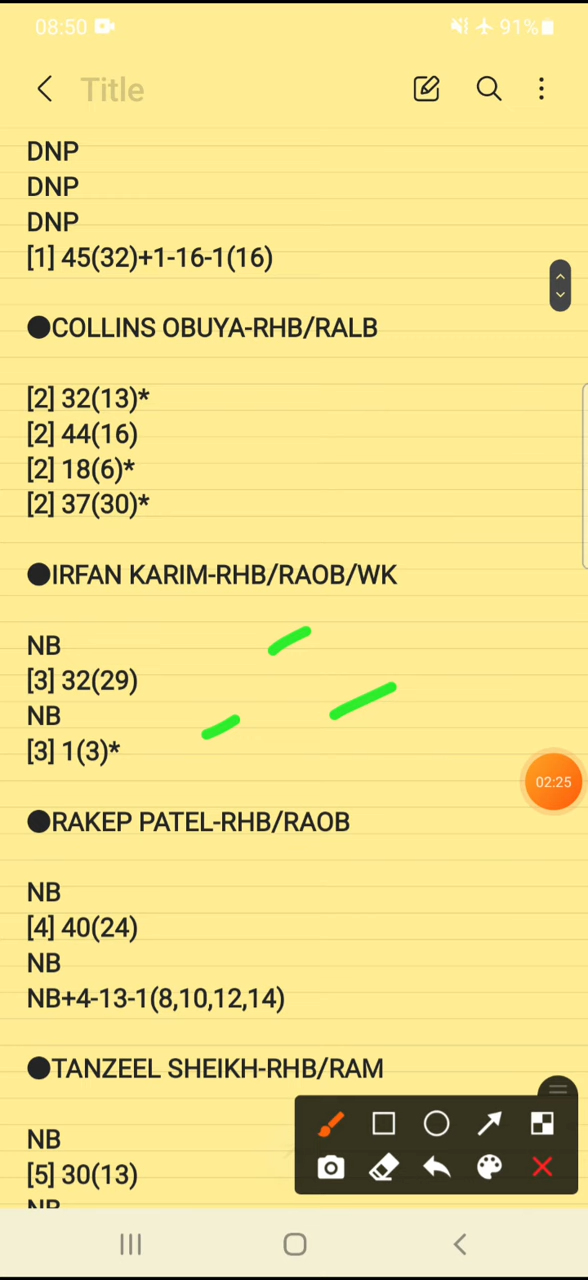 08:50
91%
Title
DNP
DNP
DNP
[1] 45(32)+1-16-1(16)
●COLLINS OBUYA-RHB/RALB
[2] 32(13)*
[2] 44(16)
[2] 18(6)*
[2] 37(30)*
●IRFAN KARIM-RHB/RAOB/WK
NB
[3] 32(29)
NB
[3] 1(3)*
02:25
●RAKEP PATEL-RHB/RAOB
NB
[4] 40(24)
NB
NB+4-13-1(8,10,12,14)
●TANZEEL SHEIKH-RHB/RAM
NB
[5] 30(13)
NB